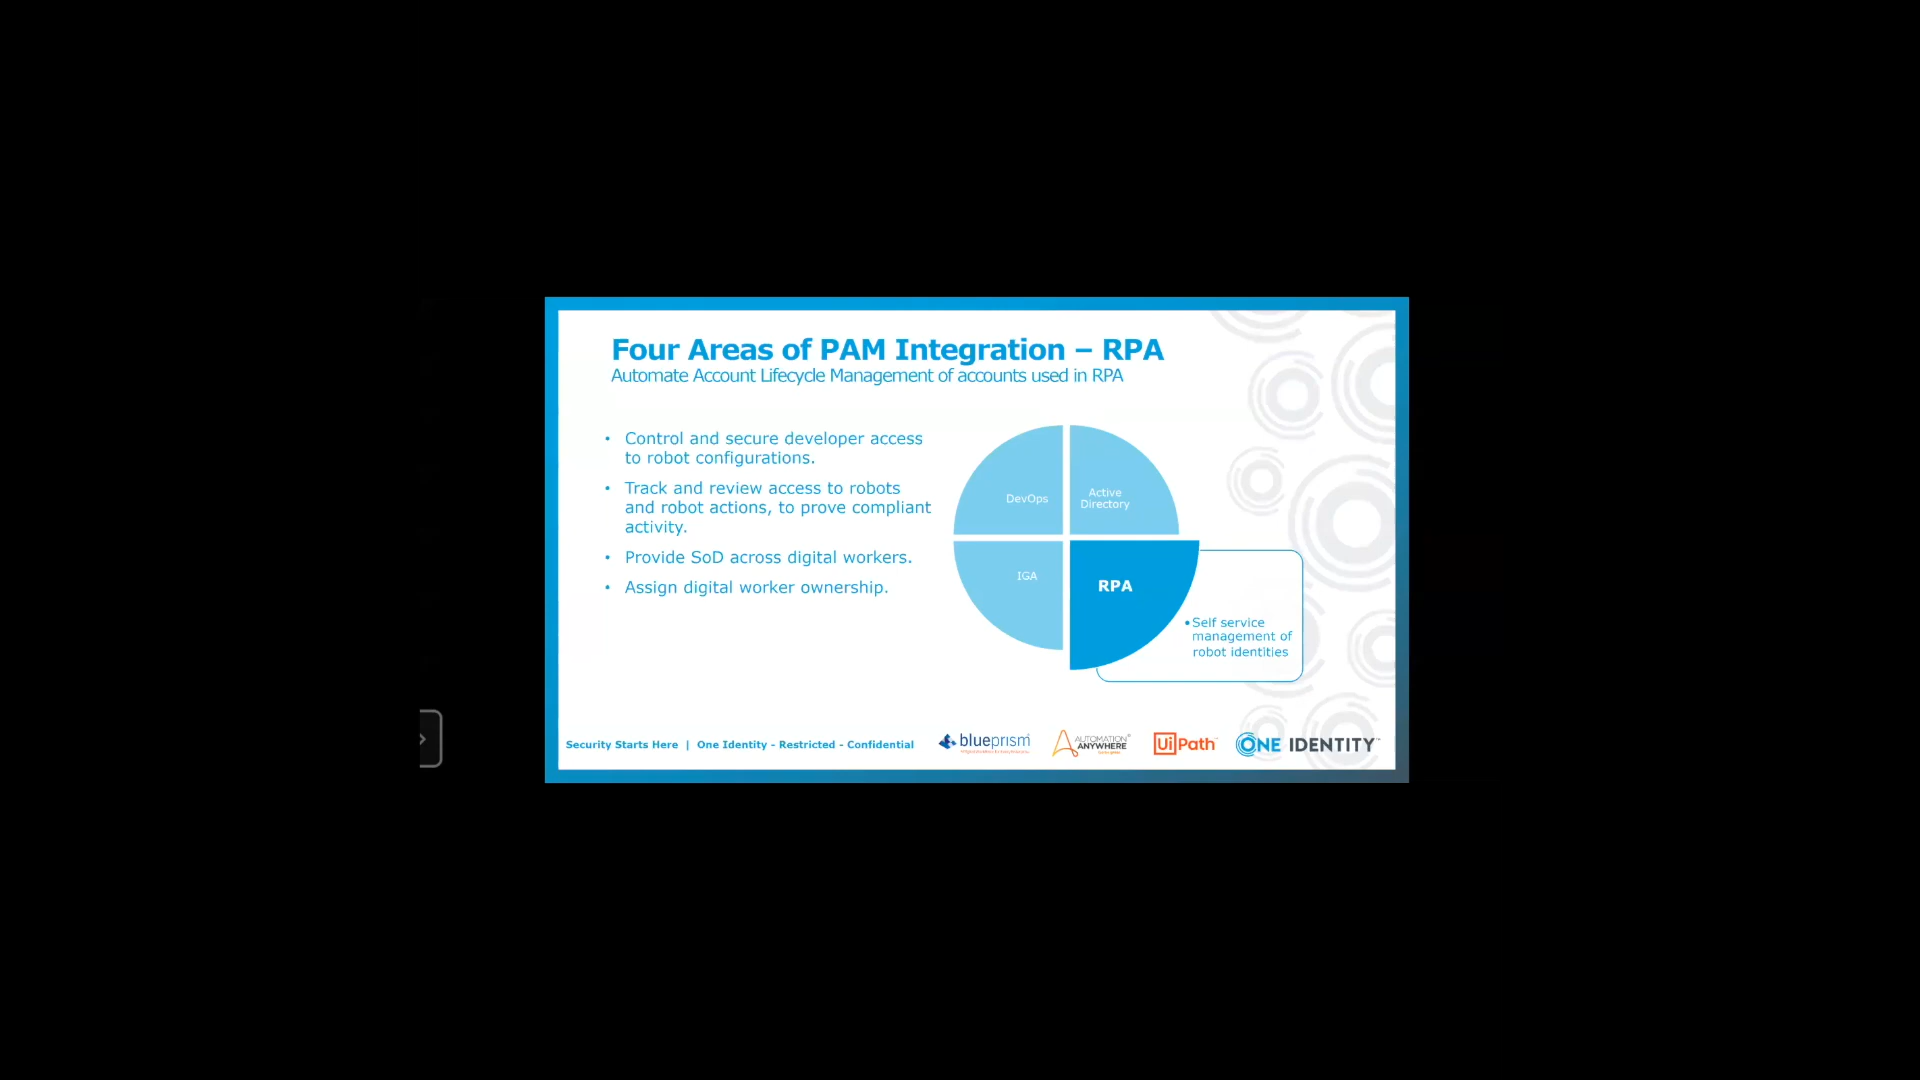 Four Areas of PAM Integration – RPA
Automate Account Lifecycle Management of accounts used in RPA
• Control and secure developer access
to robot configurations.
• Track and review access to robots
and robot actions, to prove compliant
activity.
• Provide SoD across digital workers.
• Assign digital worker ownership.
DevOps
Active
Directory
IGA
RPA
• Self service
management of
robot identities
Security Starts Here | One Identity - Restricted - Confidential
blueprism
AUTOMATION
ANYWHERE
UiPath
ONE IDENTITY